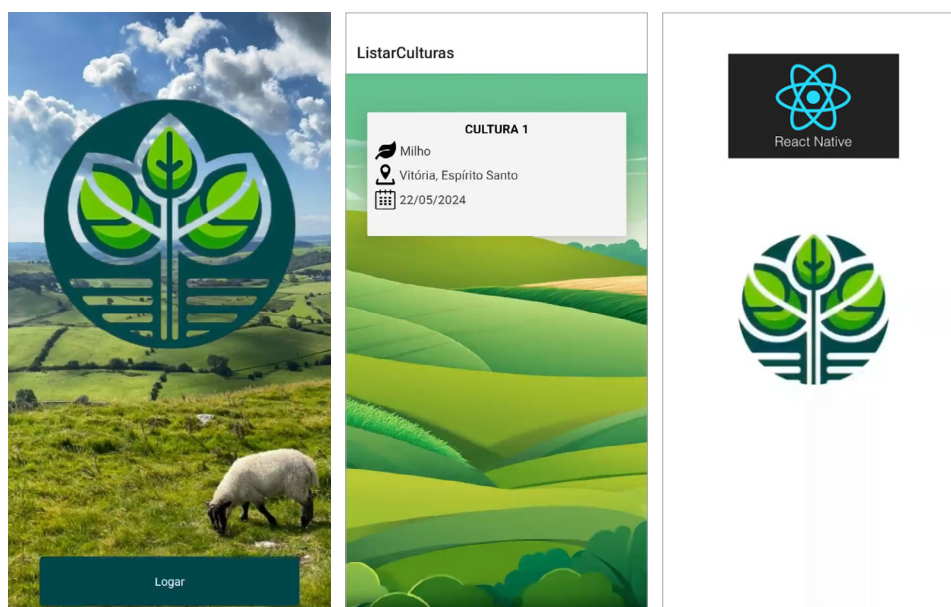 Logar
ListarCulturas
CULTURA 1
Milho
Vitória, Espírito Santo
22/05/2024
React Native